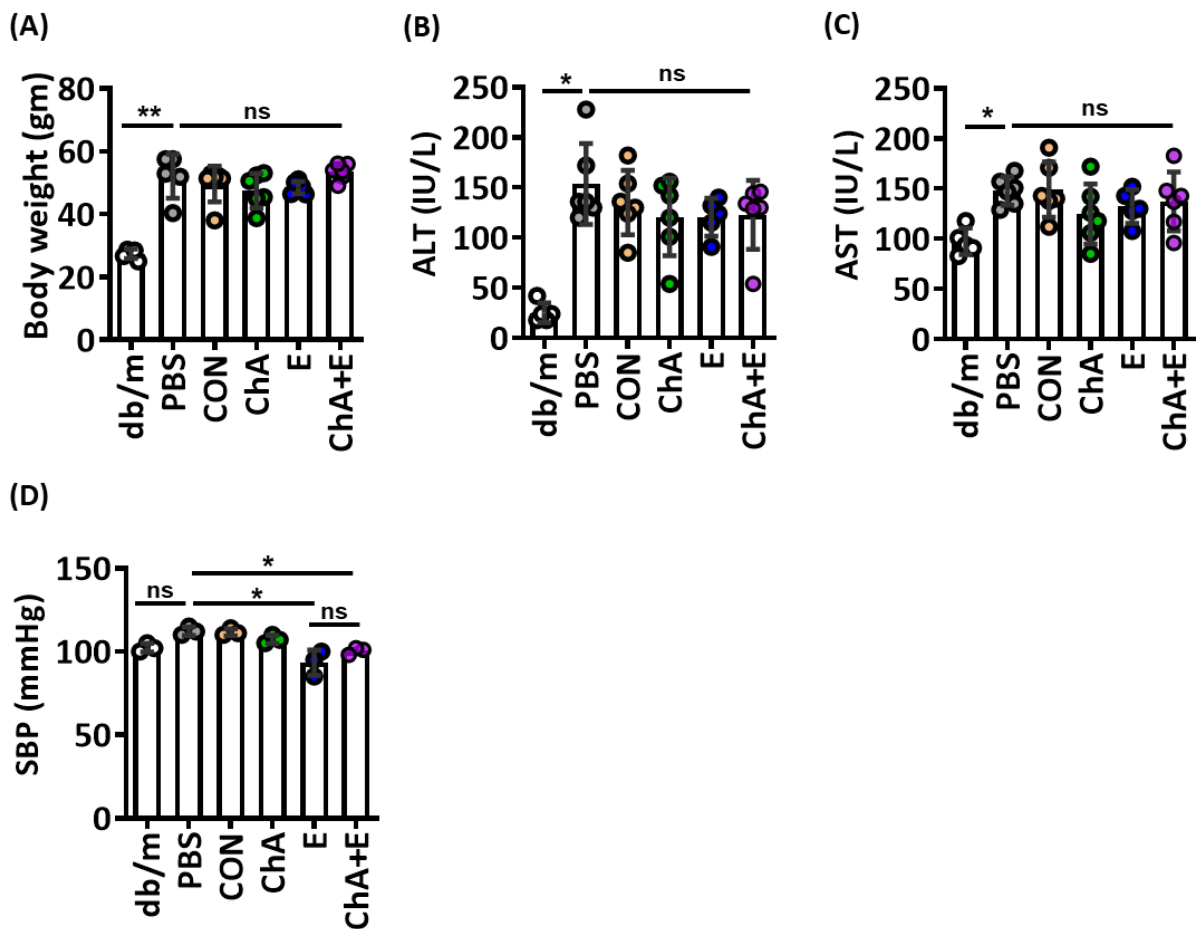 (A)
Body weight (gm)
80
60
40
20
0
**
ns
db/m
PBS
CON
ChA
E
ChA+E
(B)
ALT (IU/L)
250
200
150
100
50
0
*
ns
db/m
PBS
CON
ChA
E
ChA+E
(C)
AST (IU/L)
250
200
150
100
50
0
*
ns
db/m
PBS
CON
ChA
E
ChA+E
(D)
SBP (mmHg)
150
100
50
0
ns
*
*
ns
db/m
PBS
CON
ChA
E
ChA+E